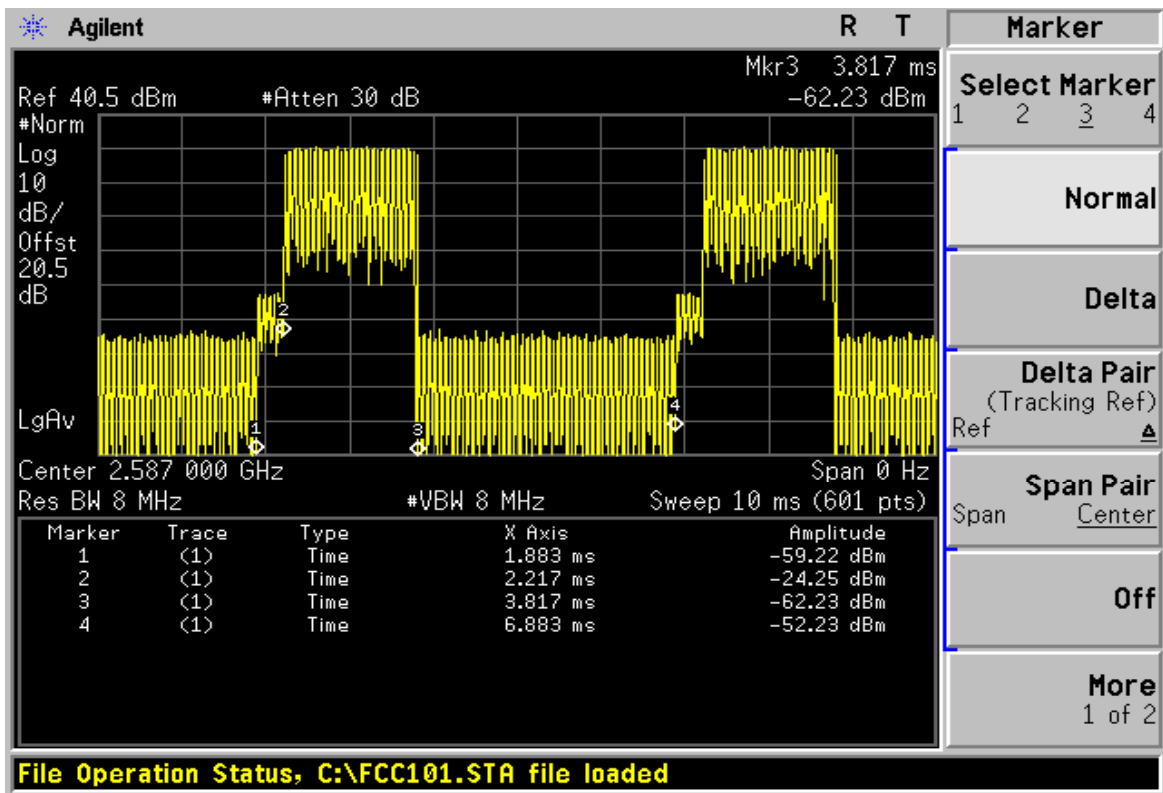 Agilent R T
Mkr3 3.817 ms
Ref 40.5 dBm #Atten 30 dB -62.23 dBm
#Norm
Log
10
dB/
Offst
20.5
dB
LgAv
1
2
3
4
Center 2.587 000 GHz Span 0 Hz
Res BW 8 MHz #VBW 8 MHz Sweep 10 ms (601 pts)
Marker Trace Type X Axis Amplitude
1 (1) Time 1.883 ms -59.22 dBm
2 (1) Time 2.217 ms -24.25 dBm
3 (1) Time 3.817 ms -62.23 dBm
4 (1) Time 6.883 ms -52.23 dBm
File Operation Status, C:\FCC101.STA file loaded
Marker
Select Marker
1 2 3 4
Normal
Delta
Delta Pair
(Tracking Ref)
Ref Δ
Span Pair
Span Center
Off
More
1 of 2